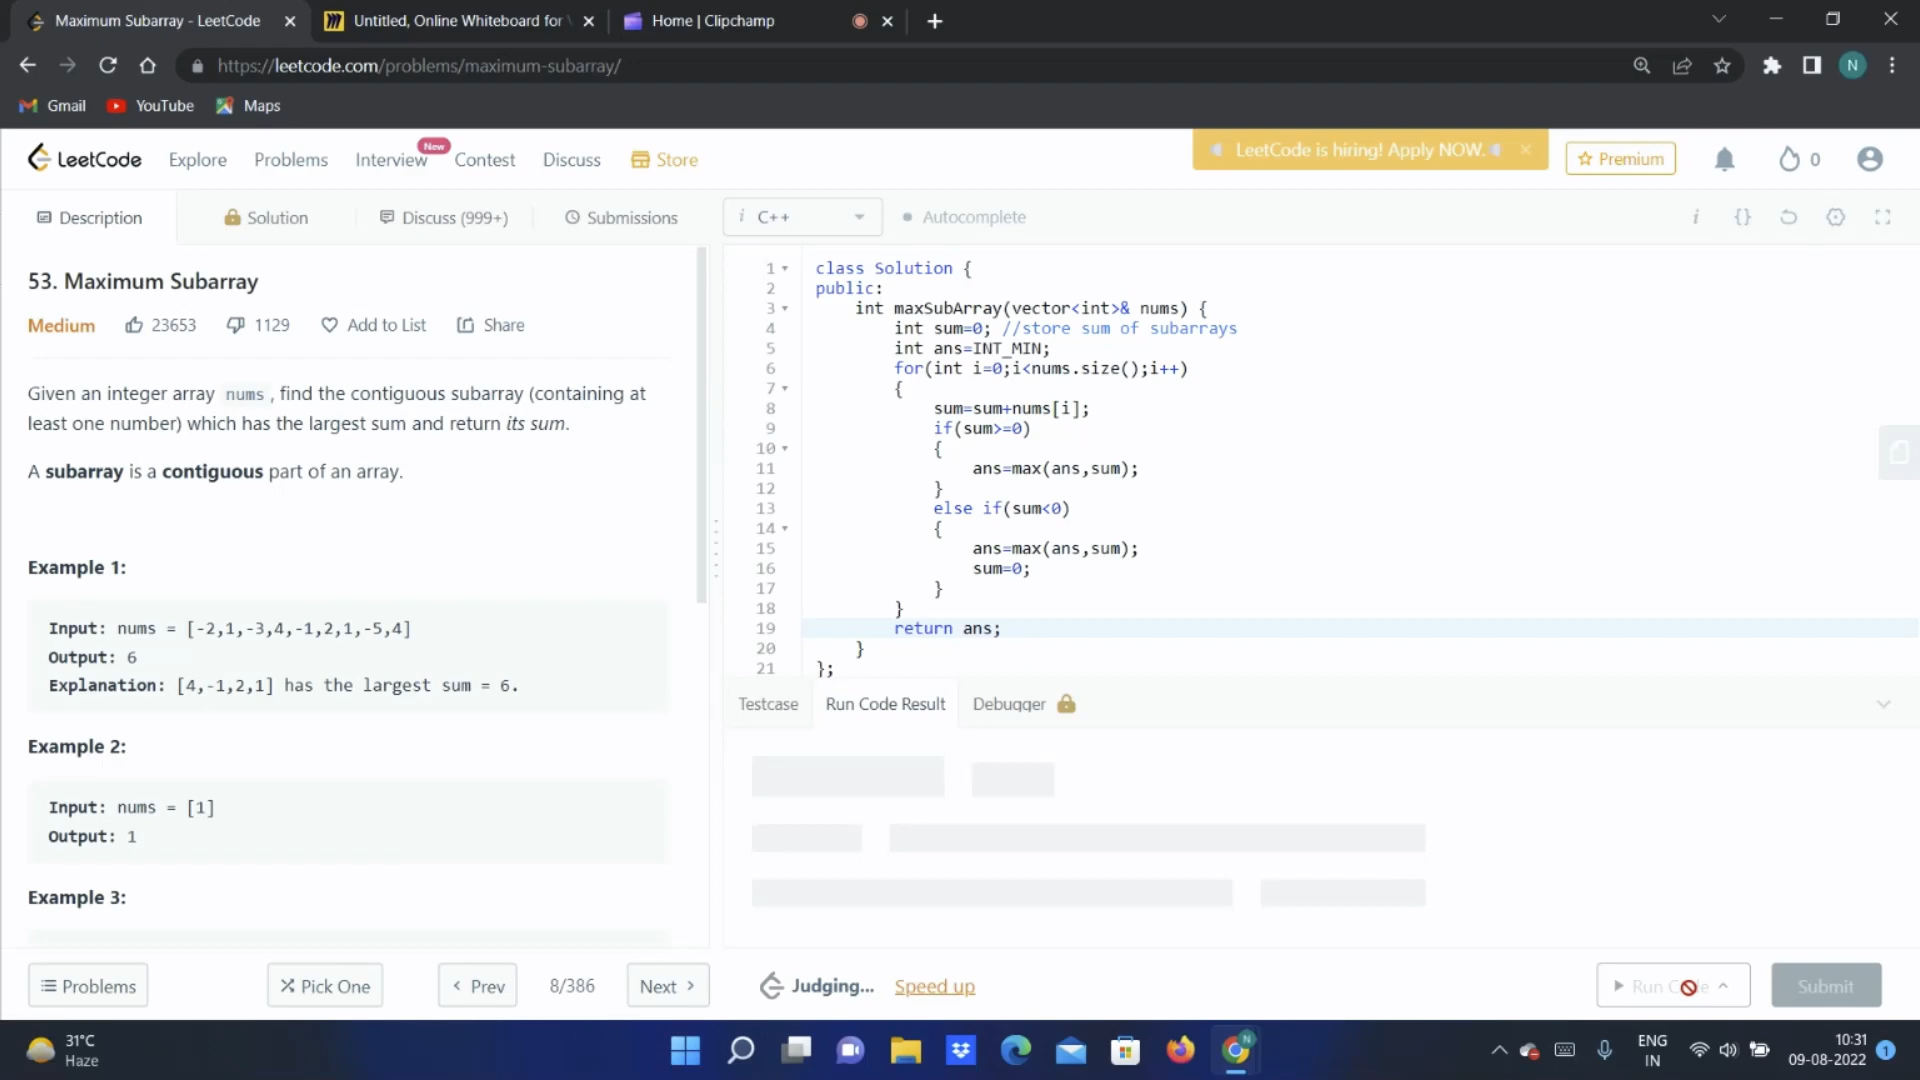 Maximum Subarray - LeetCode
Untitled, Online Whiteboard for
Home | Clipchamp
https://leetcode.com/problems/maximum-subarray/
N
Gmail
YouTube
Maps
LeetCode
Explore
Problems
Interview
New
Contest
Discuss
Store
LeetCode is hiring! Apply NOW.
Premium
0
Description
Solution
Discuss (999+)
Submissions
i C++
Autocomplete
i {}
53. Maximum Subarray
Medium
23653
1129
Add to List
Share
Given an integer array nums , find the contiguous subarray (containing at
least one number) which has the largest sum and return its sum.
A subarray is a contiguous part of an array.
Example 1:
Input: nums = [-2,1,-3,4,-1,2,1,-5,4]
Output: 6
Explanation: [4,-1,2,1] has the largest sum = 6.
Example 2:
Input: nums = [1]
Output: 1
Example 3:
1 class Solution {
2 public:
3 int maxSubArray(vector<int>& nums) {
4 int sum=0; //store sum of subarrays
5 int ans=INT_MIN;
6 for(int i=0;i<nums.size();i++)
7 {
8 sum=sum+nums[i];
9 if(sum>=0)
10 {
11 ans=max(ans,sum);
12 }
13 else if(sum<0)
14 {
15 ans=max(ans,sum);
16 sum=0;
17 }
18 }
19 return ans;
20 }
21 };
Testcase
Run Code Result
Debugger
Problems
Pick One
Prev
8/386
Next
Judging...
Speed up
Run Code
Submit
31°C
Haze
N
ENG
IN
10:31
09-08-2022
1